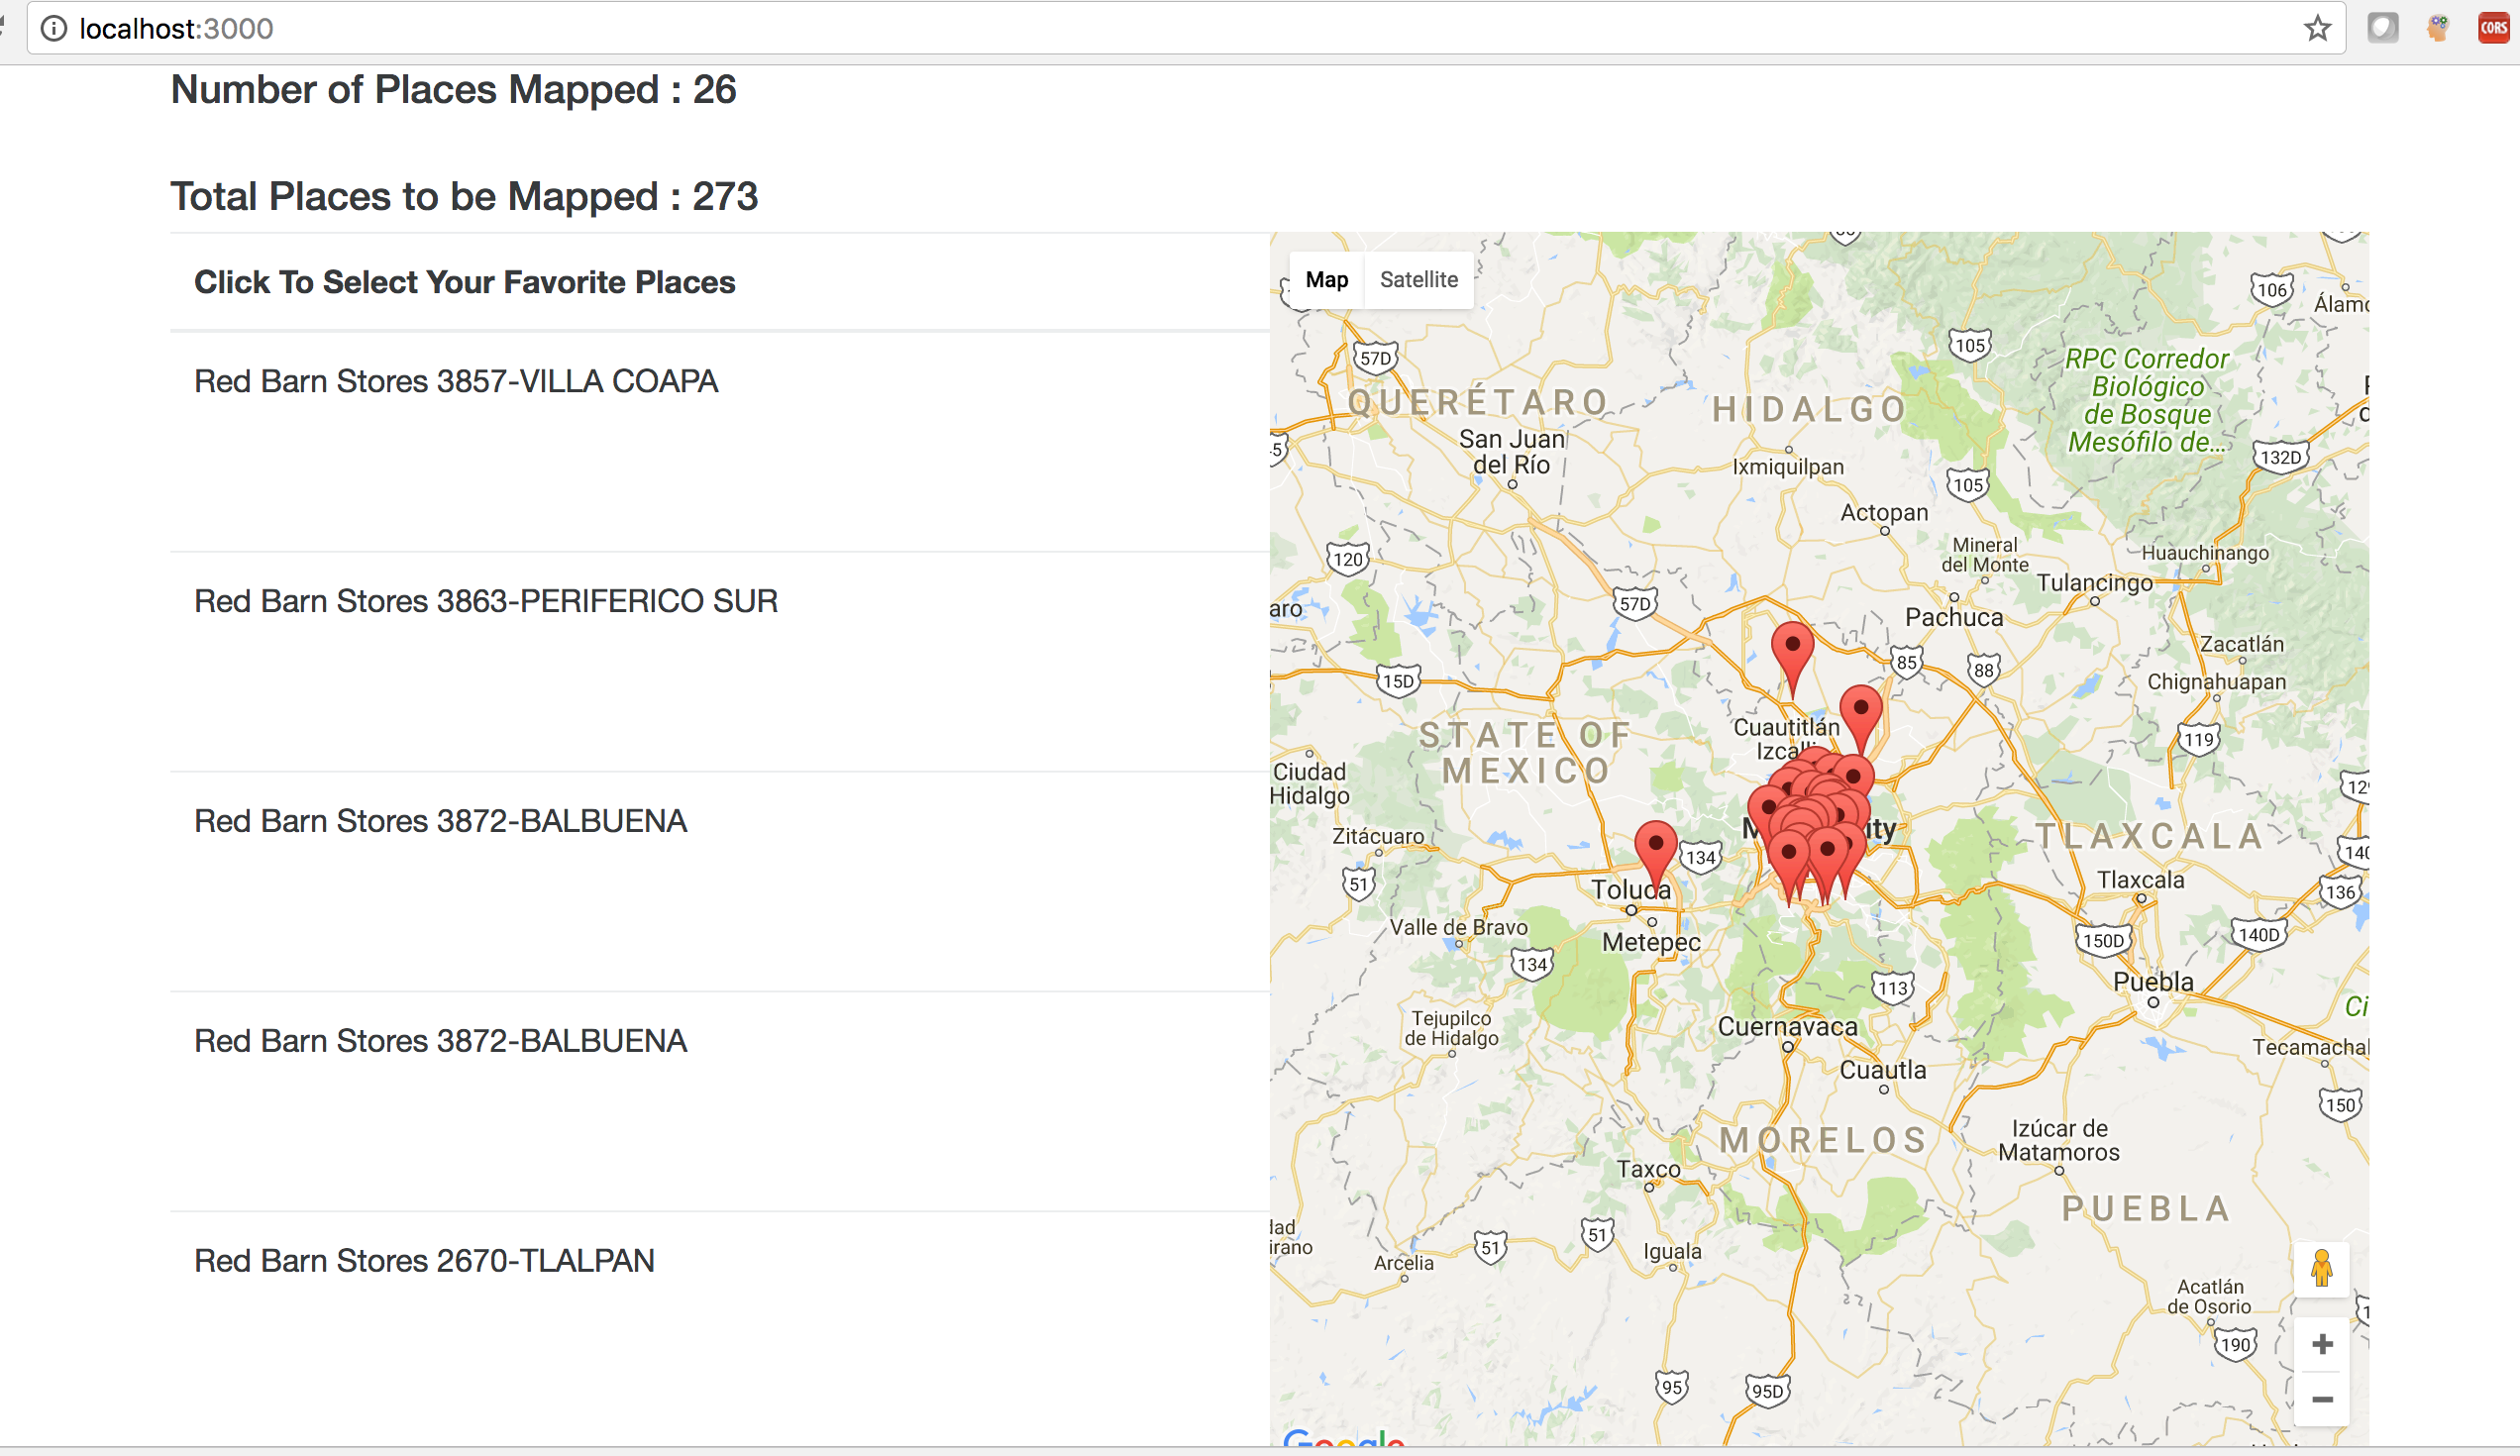 localhost:3000
CORS
Number of Places Mapped : 26
Total Places to be Mapped : 273
Click To Select Your Favorite Places
Red Barn Stores 3857-VILLA COAPA
Red Barn Stores 3863-PERIFERICO SUR
Red Barn Stores 3872-BALBUENA
Red Barn Stores 3872-BALBUENA
Red Barn Stores 2670-TLALPAN
Map
Satellite
106
57D
105
RPC Corredor
Biológico
de Bosque
Mesófilo de...
QUERÉTARO
HIDALGO
San Juan
del Río
132D
Ixmiquilpan
105
Actopan
120
Mineral
del Monte
Huauchinango
Tulancingo
57D
Pachuca
Zacatlán
85
88
15D
Chignahuapan
Cuautitlán
STATE OF
MEXICO
119
Ciudad
Hidalgo
Zitácuaro
TLAXCALA
134
51
Toluca
Tlaxcala
136
Valle de Bravo
Metepec
150D
140D
134
Puebla
113
Tejupilco
de Hidalgo
Cuernavaca
Cuautla
150
Izúcar de
Matamoros
MORELOS
Taxco
PUEBLA
51
51
Iguala
Arcelia
Acatlán
de Osorio
190
95
95D
Google